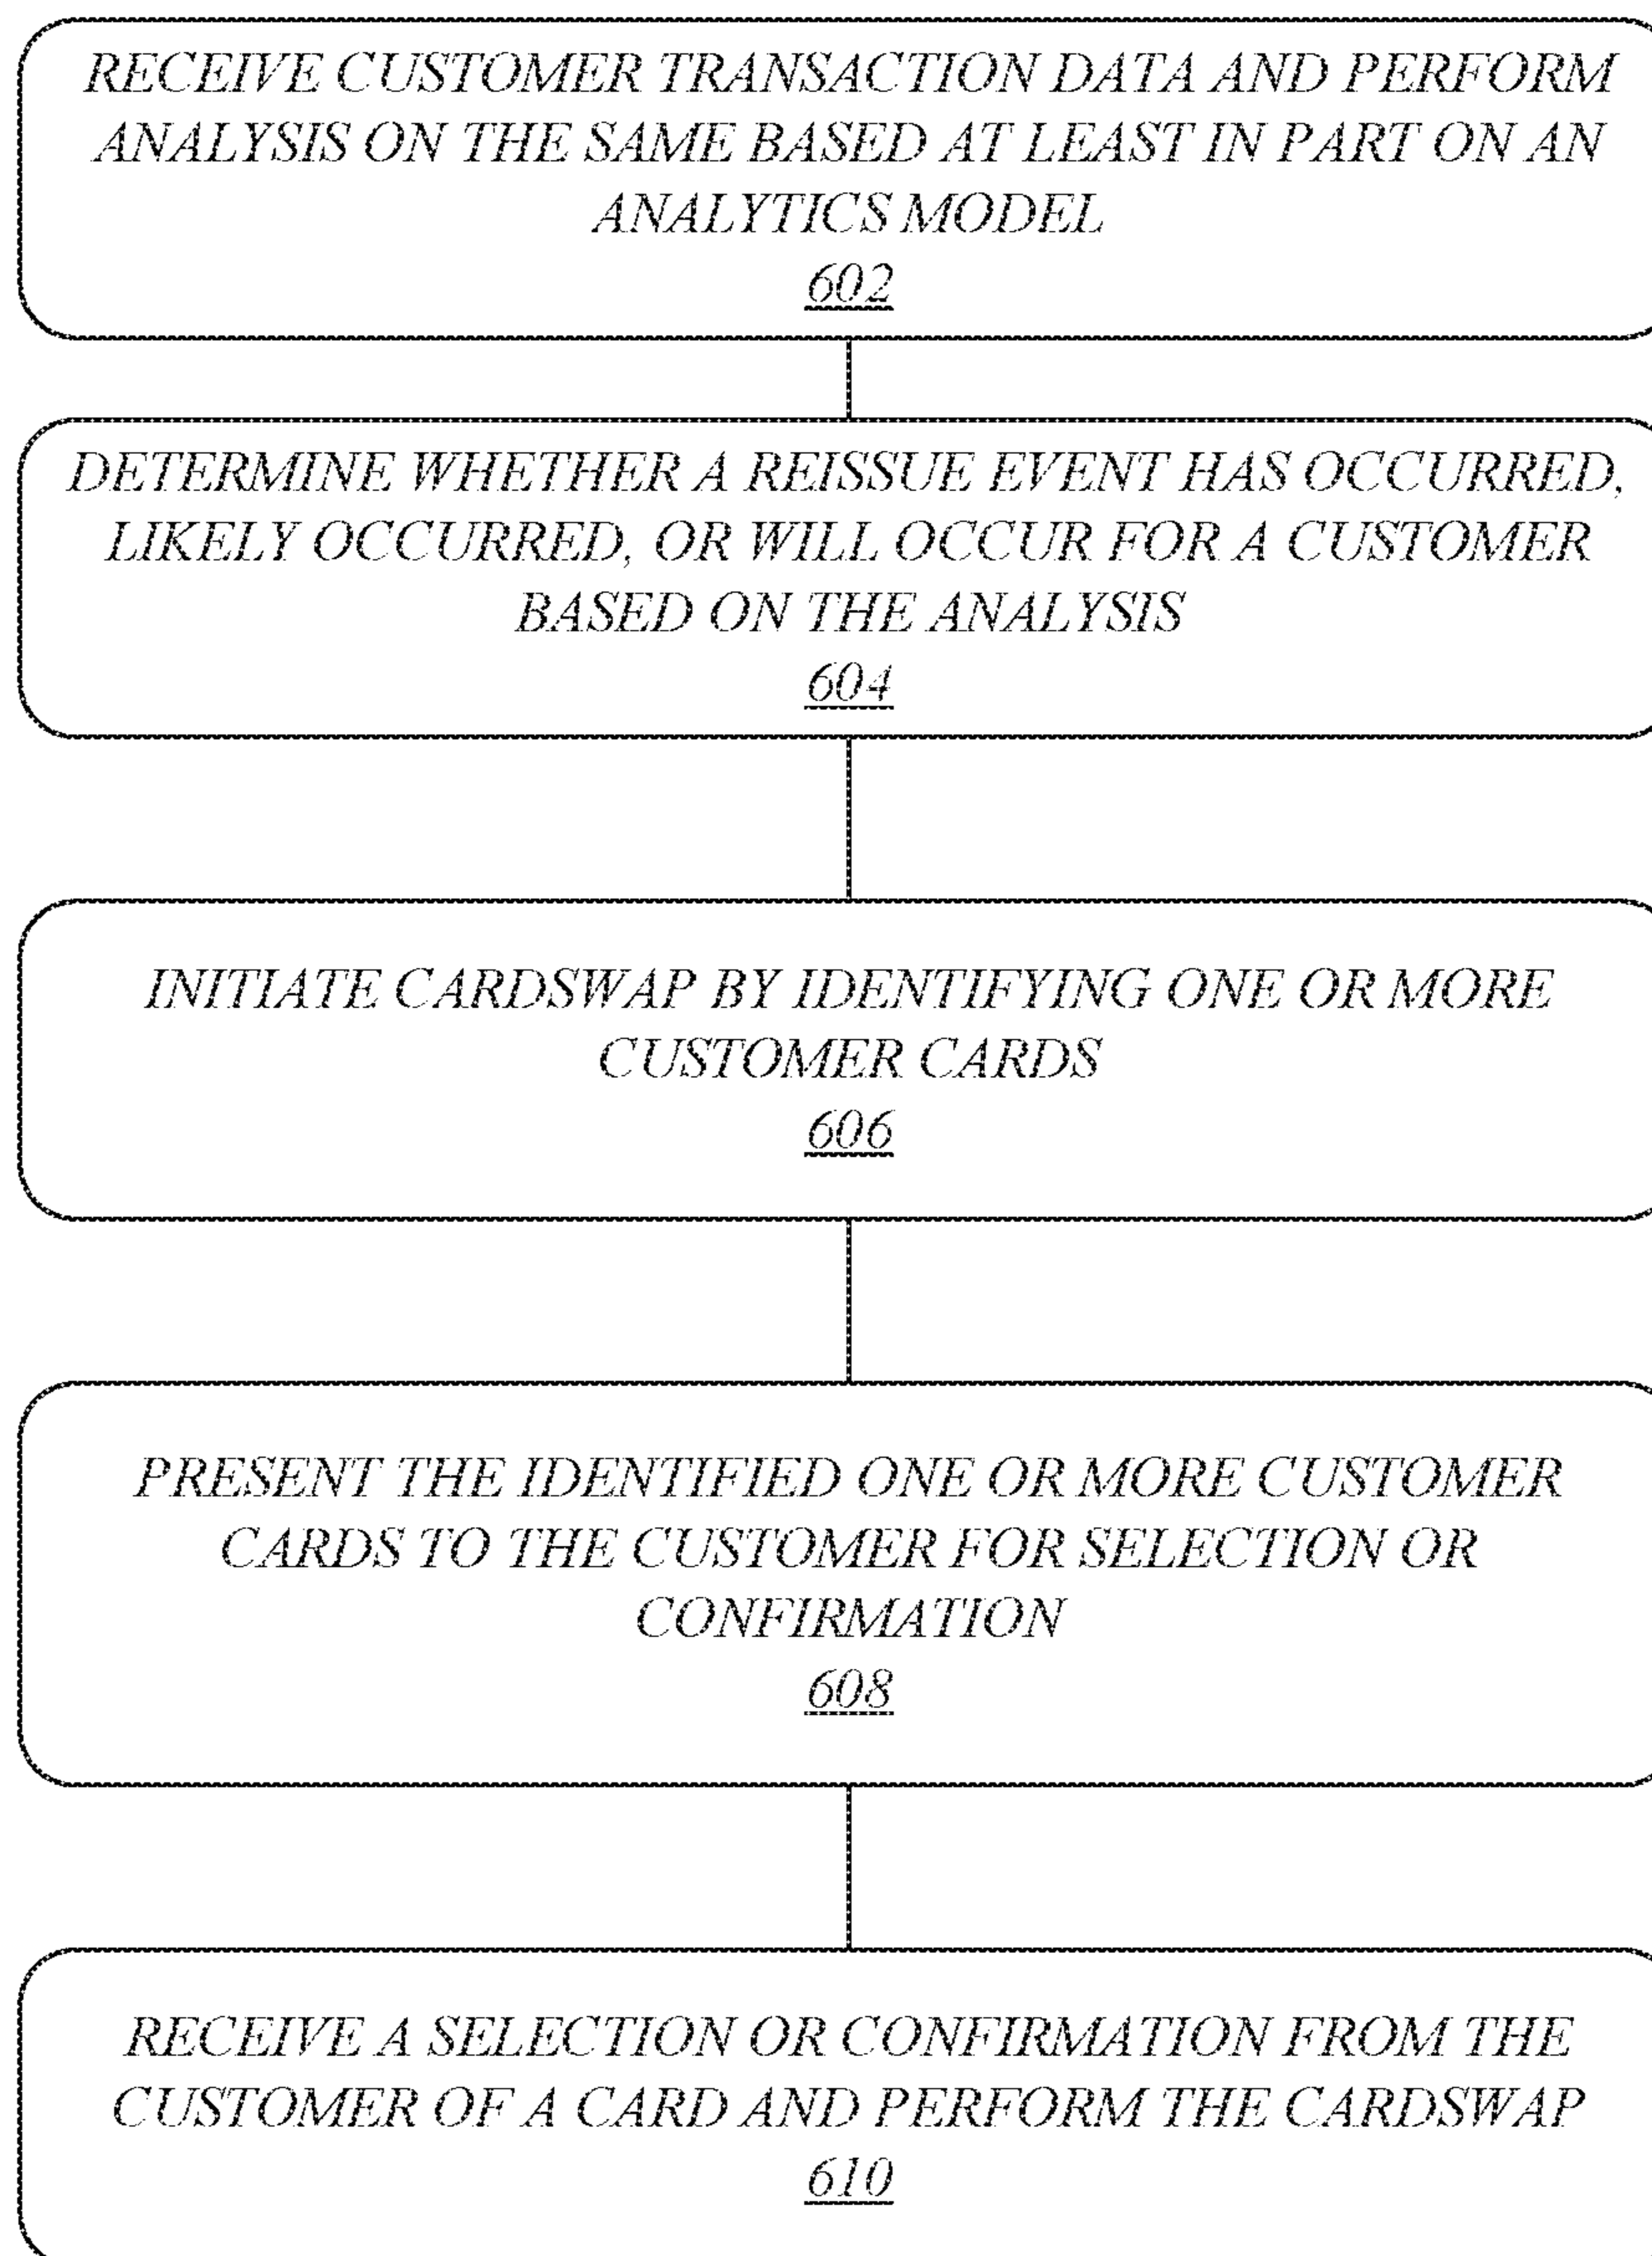 RECEIVE CUSTOMER TRANSACTION DATA AND PERFORM
ANALYSIS ON THE SAME BASED AT LEAST IN PART ON AN
ANALYTICS MODEL
602
DETERMINE WHETHER A REISSUE EVENT HAS OCCURRED,
LIKELY OCCURRED, OR WILL OCCUR FOR A CUSTOMER
BASED ON THE ANALYSIS
604
INITIATE CARDSWAP BY IDENTIFYING ONE OR MORE
CUSTOMER CARDS
606
PRESENT THE IDENTIFIED ONE OR MORE CUSTOMER
CARDS TO THE CUSTOMER FOR SELECTION OR
CONFIRMATION
608
RECEIVE A SELECTION OR CONFIRMATION FROM THE
CUSTOMER OF A CARD AND PERFORM THE CARDSWAP
610